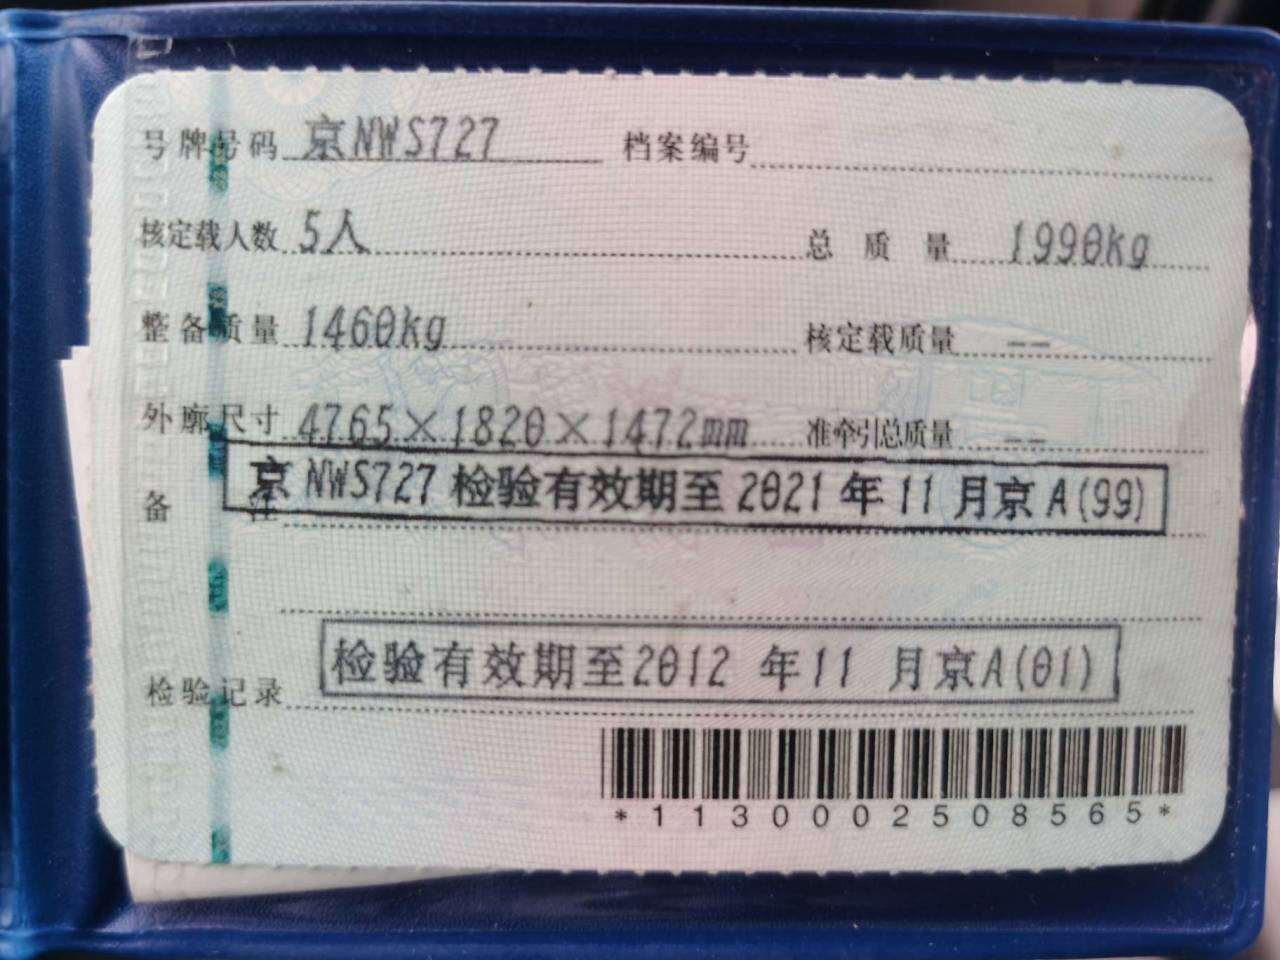 号牌号码 京NWS727 档案编号
核定载人数 5人 总质量 1990kg
整备质量 1460kg 核定载质量 --
外廓尺寸 4765×1820×1472mm 准牵引总质量 --
备注 京NWS727检验有效期至2021年11月京A(99)
检验记录 检验有效期至2012年11月京A(01)
*1130002508565*